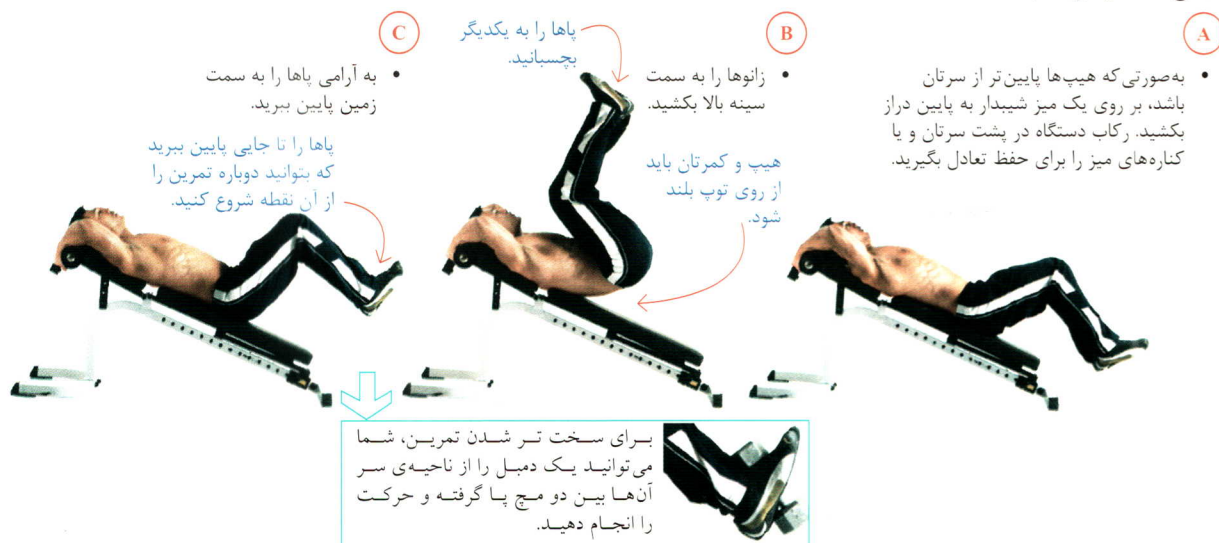 A
• به‌صورتی‌که هیپ‌ها پایین‌تر از سرتان
باشد، بر روی یک میز شیبدار به پایین دراز
بکشید. رکاب دستگاه در پشت سرتان و یا
کناره‌های میز را برای حفظ تعادل بگیرید.
B
• زانوها را به سمت
سینه بالا بکشید.
پاها را به یکدیگر
بچسبانید.
هیپ و کمرتان باید
از روی توپ بلند
شود.
C
• به آرامی پاها را به سمت
زمین پایین ببرید.
پاها را تا جایی پایین ببرید
که بتوانید دوباره تمرین را
از آن نقطه شروع کنید.
برای سخت تر شدن تمرین، شما
می‌توانید یک دمبل را از ناحیه‌ی سر
آن‌ها بین دو مچ پا گرفته و حرکت
را انجام دهید.